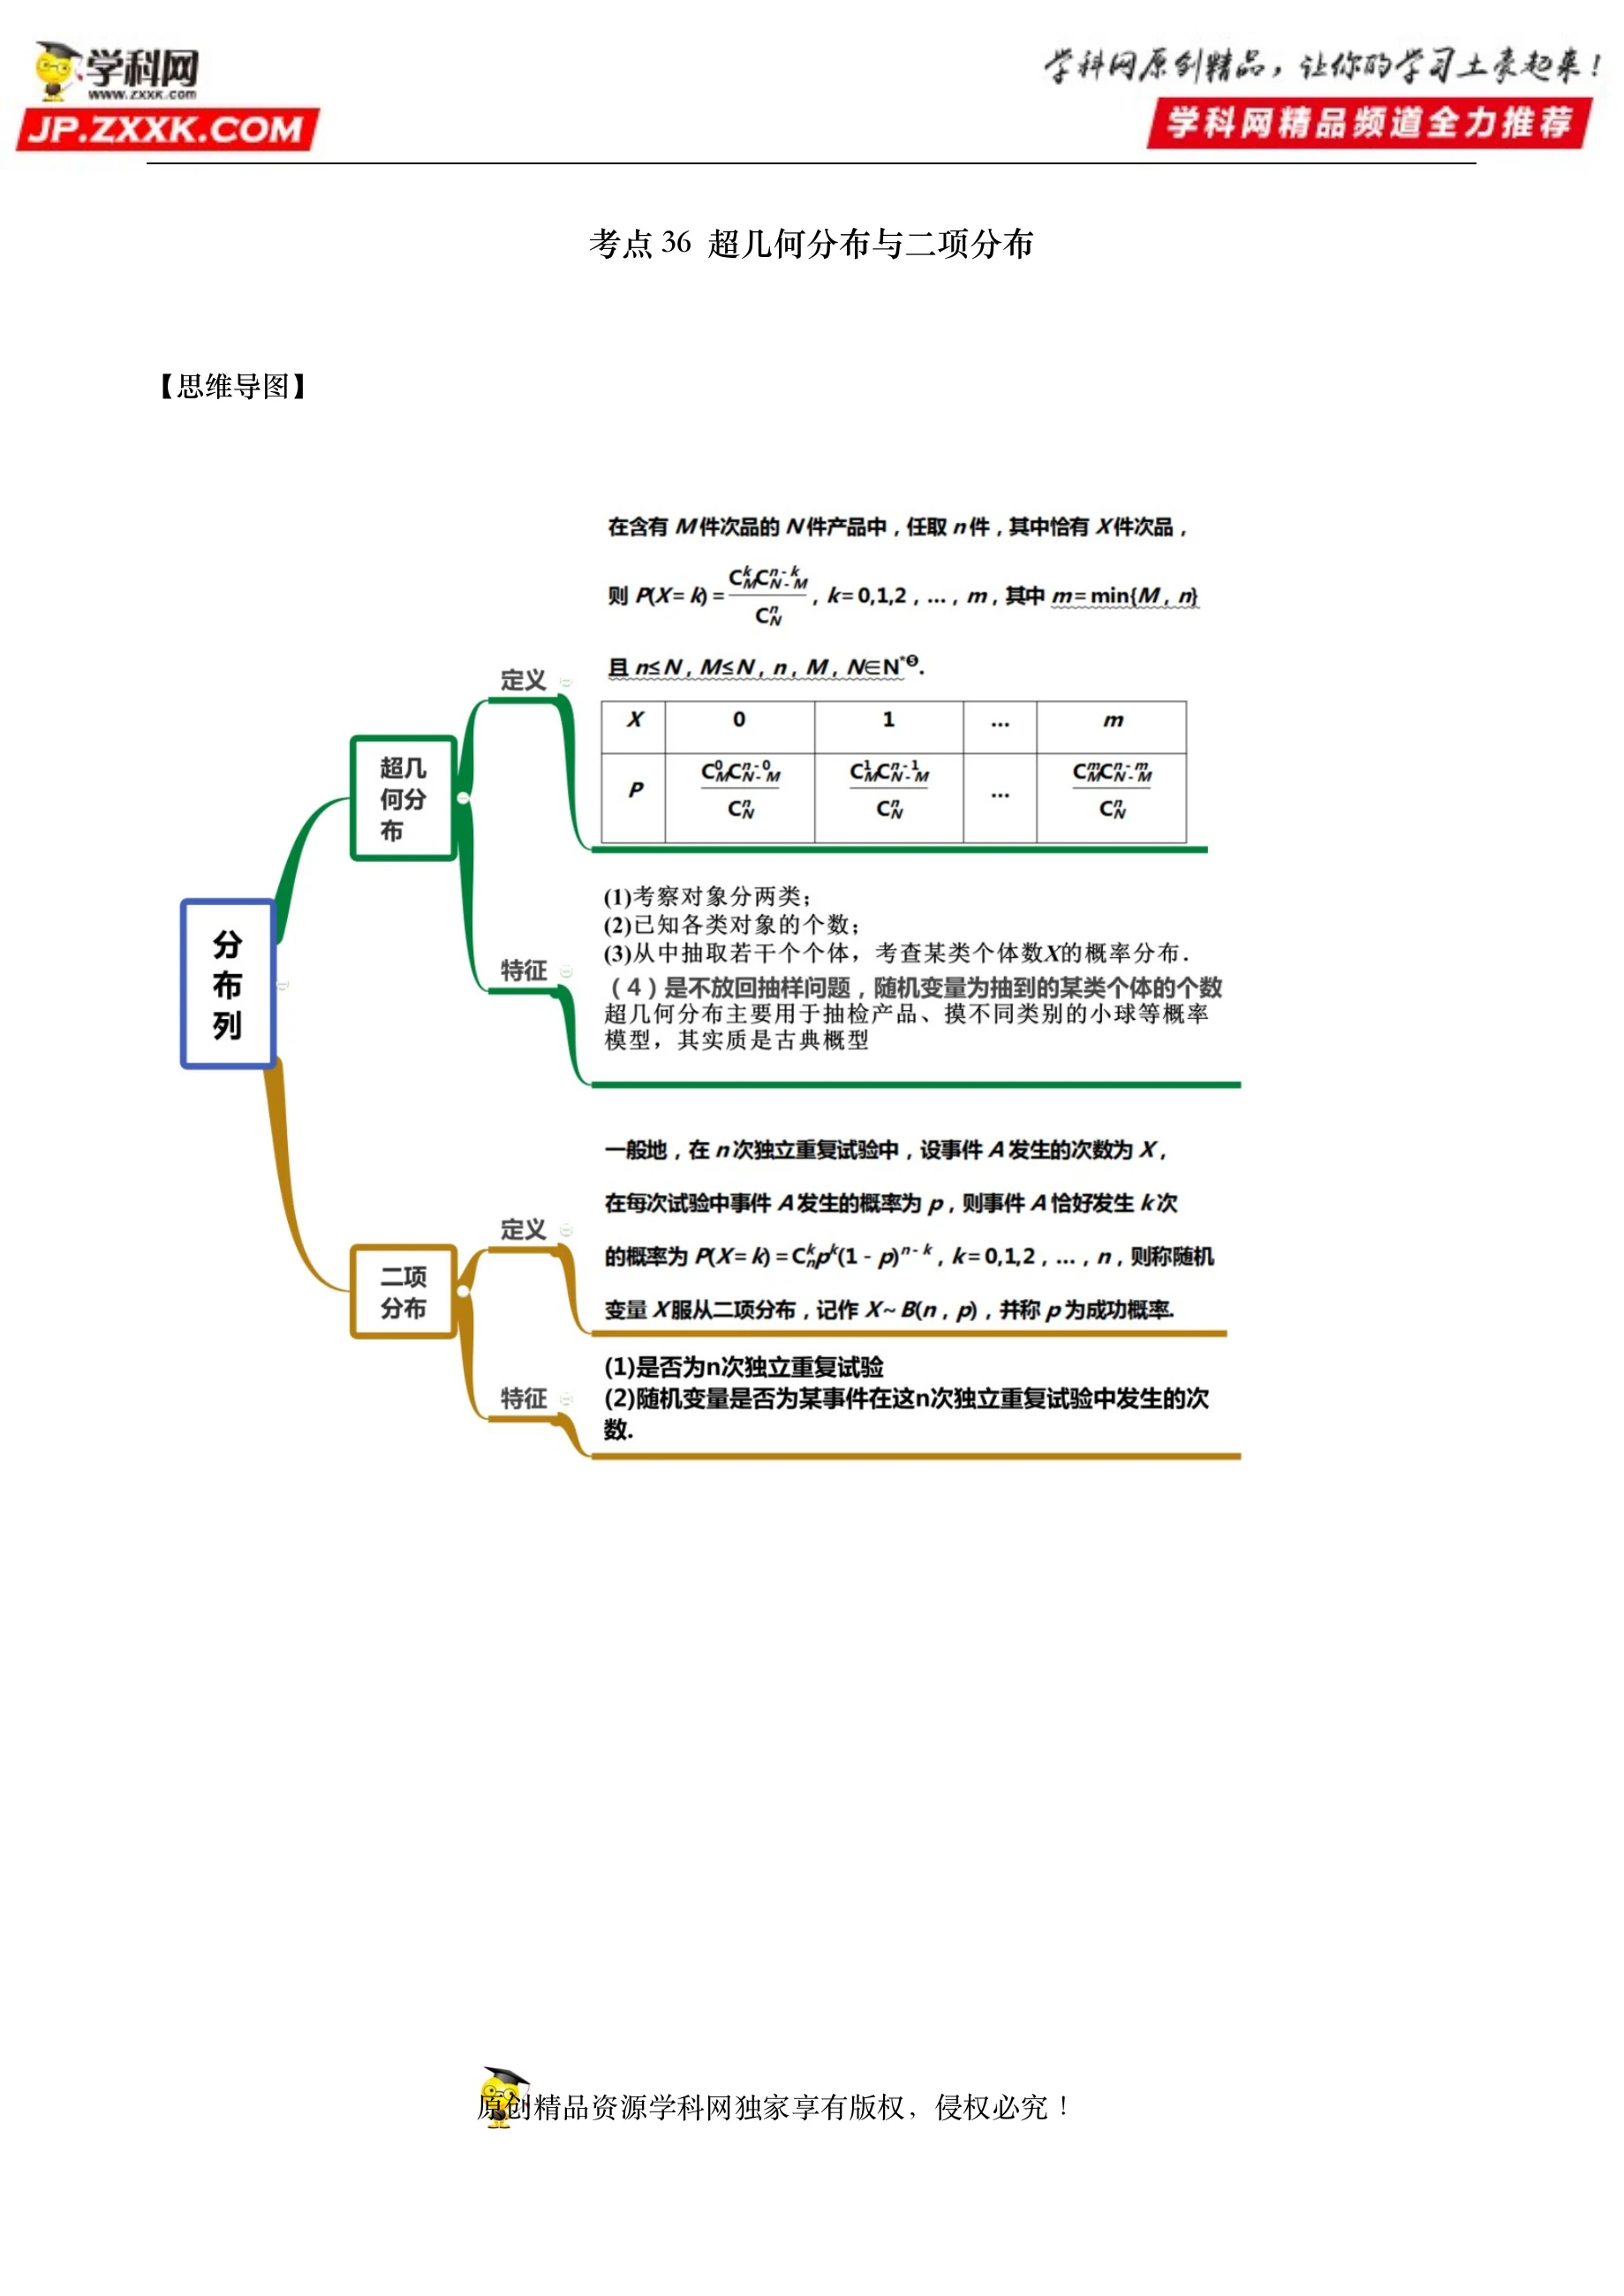 学科网
www.zxxk.com
JP.ZXXK.COM
学科网原创精品，让你的学习土豪起来！
学科网精品频道全力推荐
考点 36 超几何分布与二项分布
【思维导图】
分布列
超几何分布
定义
在含有 M 件次品的 N 件产品中，任取 n 件，其中恰有 X 件次品，
则 P(X = k) = C_M^k C_{N-M}^{n-k} / C_N^n，k = 0,1,2，…，m，其中 m = min{M，n}
且 n≤N，M≤N，n，M，N∈N*❺.
X 0 1 … m
P C_M^0 C_{N-M}^{n-0} / C_N^n C_M^1 C_{N-M}^{n-1} / C_N^n … C_M^m C_{N-M}^{n-m} / C_N^n
特征
(1)考察对象分两类；
(2)已知各类对象的个数；
(3)从中抽取若干个个体，考查某类个体数X的概率分布．
（4）是不放回抽样问题，随机变量为抽到的某类个体的个数
超几何分布主要用于抽检产品、摸不同类别的小球等概率
模型，其实质是古典概型
二项分布
定义
一般地，在 n 次独立重复试验中，设事件 A 发生的次数为 X，
在每次试验中事件 A 发生的概率为 p，则事件 A 恰好发生 k 次
的概率为 P(X = k) = C_n^k p^k (1 - p)^{n-k}，k = 0,1,2，…，n，则称随机
变量 X 服从二项分布，记作 X ~ B(n，p)，并称 p 为成功概率.
特征
(1)是否为n次独立重复试验
(2)随机变量是否为某事件在这n次独立重复试验中发生的次
数.
原创精品资源学科网独家享有版权，侵权必究！